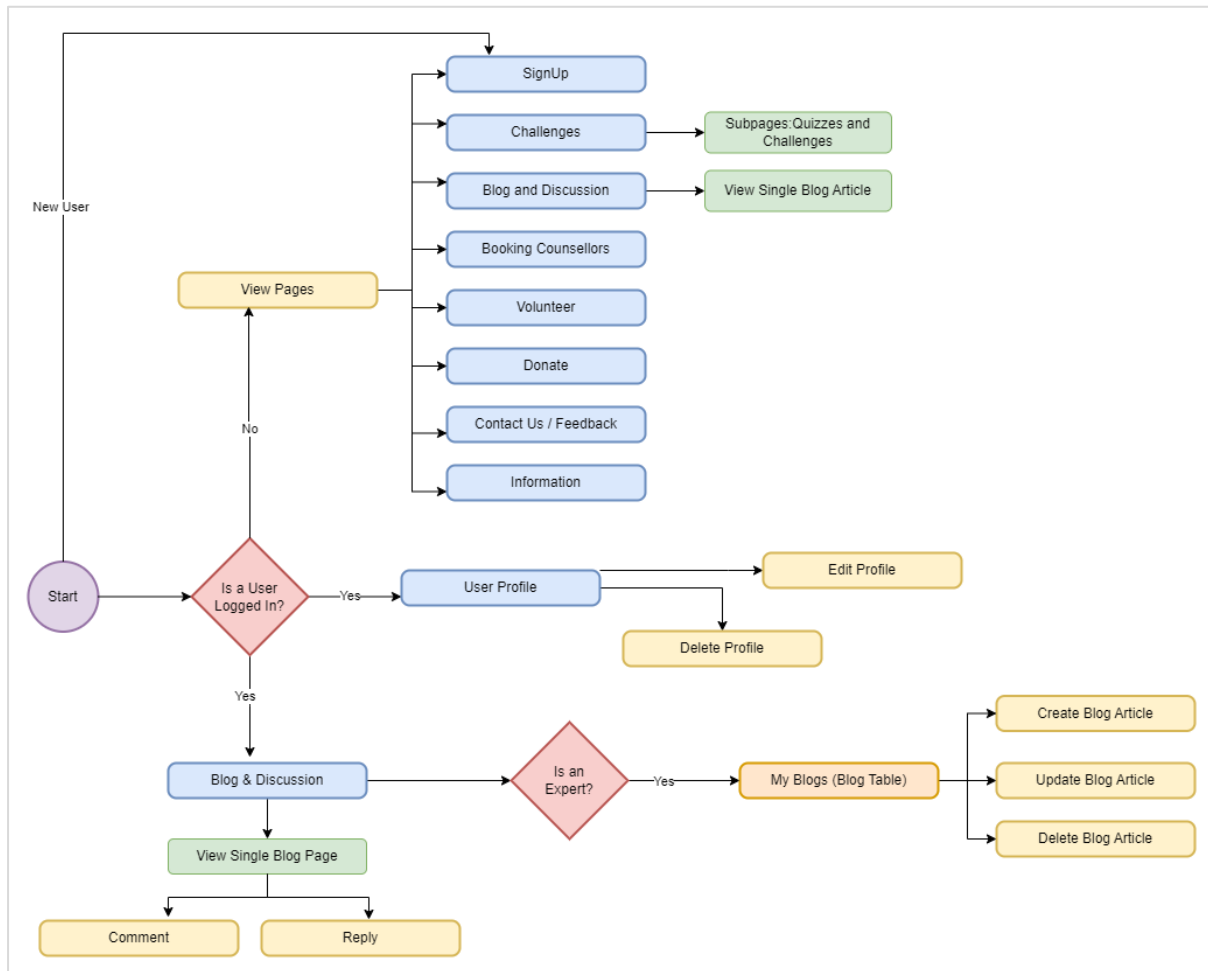 SignUp
Challenges
Subpages:Quizzes and
Challenges
Blog and Discussion
View Single Blog Article
New User
Booking Counsellors
View Pages
Volunteer
Donate
Contact Us / Feedback
No
Information
Start
Is a User
Logged In?
Yes
User Profile
Edit Profile
Delete Profile
Yes
Create Blog Article
Blog & Discussion
Is an
Expert?
Yes
My Blogs (Blog Table)
Update Blog Article
Delete Blog Article
View Single Blog Page
Comment
Reply